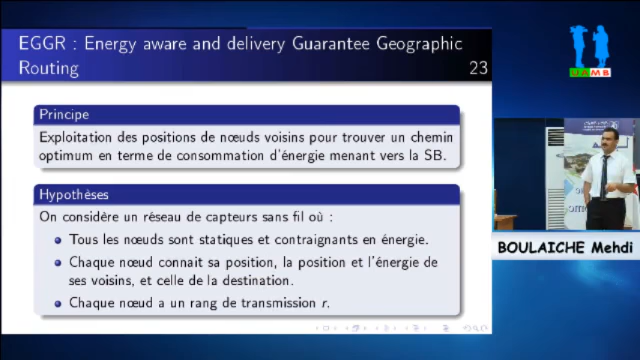 EGGR : Energy aware and delivery Guarantee Geographic
Routing
23
Principe
Exploitation des positions de nœuds voisins pour trouver un chemin
optimum en terme de consommation d'énergie menant vers la SB.
Hypothèses
On considère un réseau de capteurs sans fil où :
Tous les nœuds sont statiques et contraignants en énergie.
Chaque nœud connait sa position, la position et l'énergie de
ses voisins, et celle de la destination.
Chaque nœud a un rang de transmission r.
UAMB
BOULAICHE Mehdi